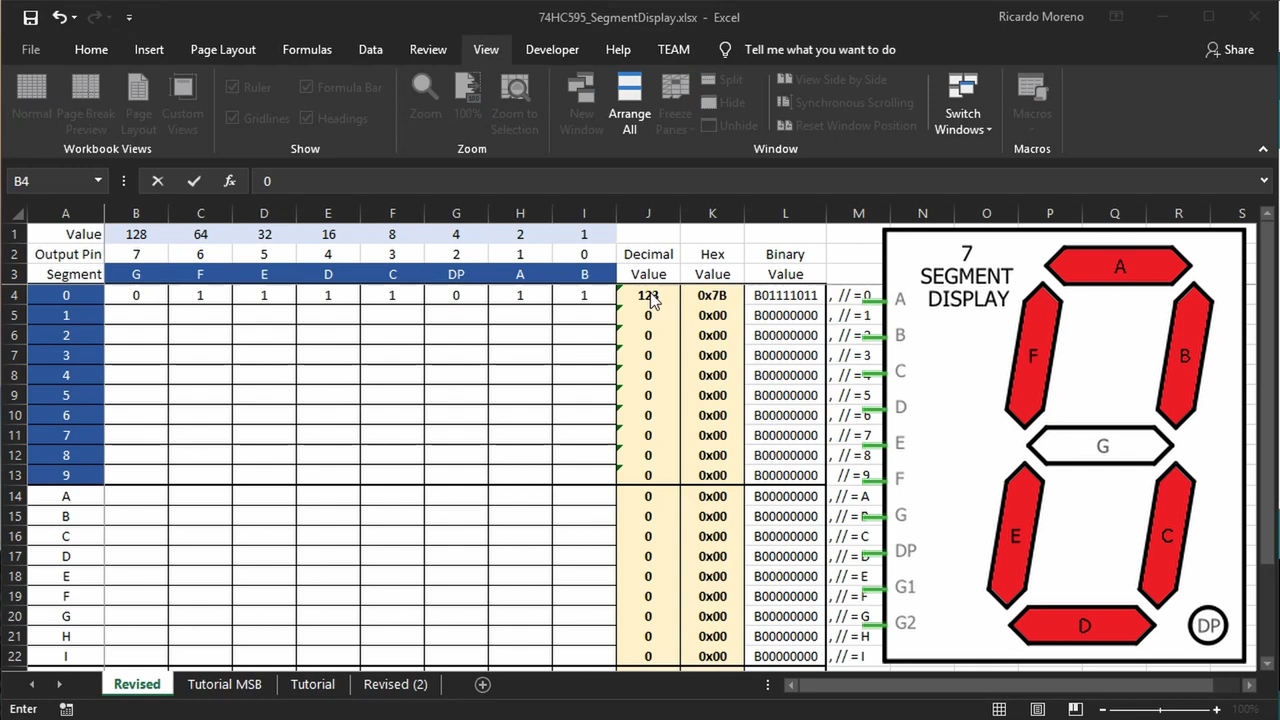 74HC595_SegmentDisplay.xlsx - Excel
Ricardo Moreno
File Home Insert Page Layout Formulas Data Review View Developer Help TEAM Tell me what you want to do Share
Normal Page Break Preview Page Layout Custom Views
Workbook Views
Ruler Formula Bar
Gridlines Headings
Show
Zoom 100% Zoom to Selection
Zoom
New Window Arrange All Freeze Panes
Split
Hide
Unhide
View Side by Side
Synchronous Scrolling
Reset Window Position
Switch Windows
Window
Macros
Macros
B4 0
A B C D E F G H I J K L M N O P Q R S
1 Value 128 64 32 16 8 4 2 1
2 Output Pin 7 6 5 4 3 2 1 0 Decimal Hex Binary
3 Segment G F E D C DP A B Value Value Value
4 0 0 1 1 1 1 0 1 1 123 0x7B B01111011 , // = 0
5 1 0 0x00 B00000000 , // = 1
6 2 0 0x00 B00000000 , // = 2
7 3 0 0x00 B00000000 , // = 3
8 4 0 0x00 B00000000 , // = 4
9 5 0 0x00 B00000000 , // = 5
10 6 0 0x00 B00000000 , // = 6
11 7 0 0x00 B00000000 , // = 7
12 8 0 0x00 B00000000 , // = 8
13 9 0 0x00 B00000000 // = 9
14 A 0 0x00 B00000000 , // = A
15 B 0 0x00 B00000000 , // = B
16 C 0 0x00 B00000000 , // = C
17 D 0 0x00 B00000000 , // = D
18 E 0 0x00 B00000000 , // = E
19 F 0 0x00 B00000000 , // = F
20 G 0 0x00 B00000000 , // = G
21 H 0 0x00 B00000000 , // = H
22 I 0 0x00 B00000000 , // = I
7
SEGMENT
DISPLAY
A
B
C
D
E
F
G
DP
G1
G2
A
F
B
G
E
C
D
DP
Revised Tutorial MSB Tutorial Revised (2)
Enter
100%